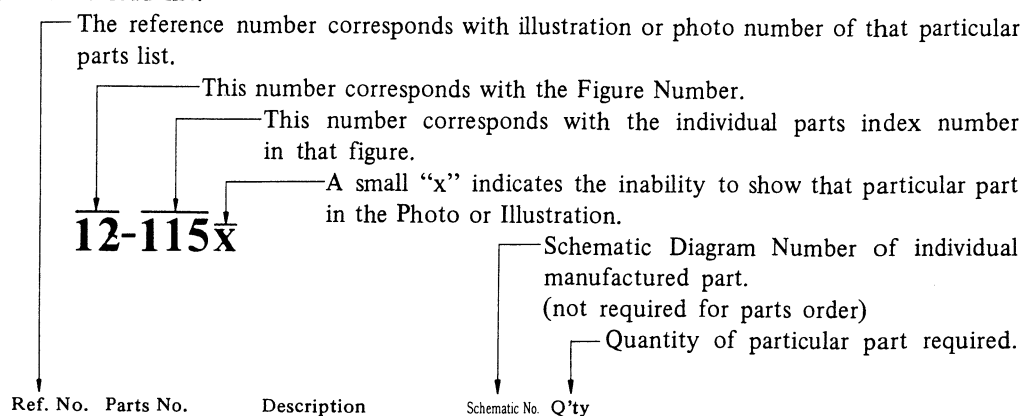 The reference number corresponds with illustration or photo number of that particular
parts list.
This number corresponds with the Figure Number.
This number corresponds with the individual parts index number
in that figure.
A small “x” indicates the inability to show that particular part
in the Photo or Illustration.
12-115x
Schematic Diagram Number of individual
manufactured part.
(not required for parts order)
Quantity of particular part required.
Ref. No. Parts No. Description Schematic No. Q'ty